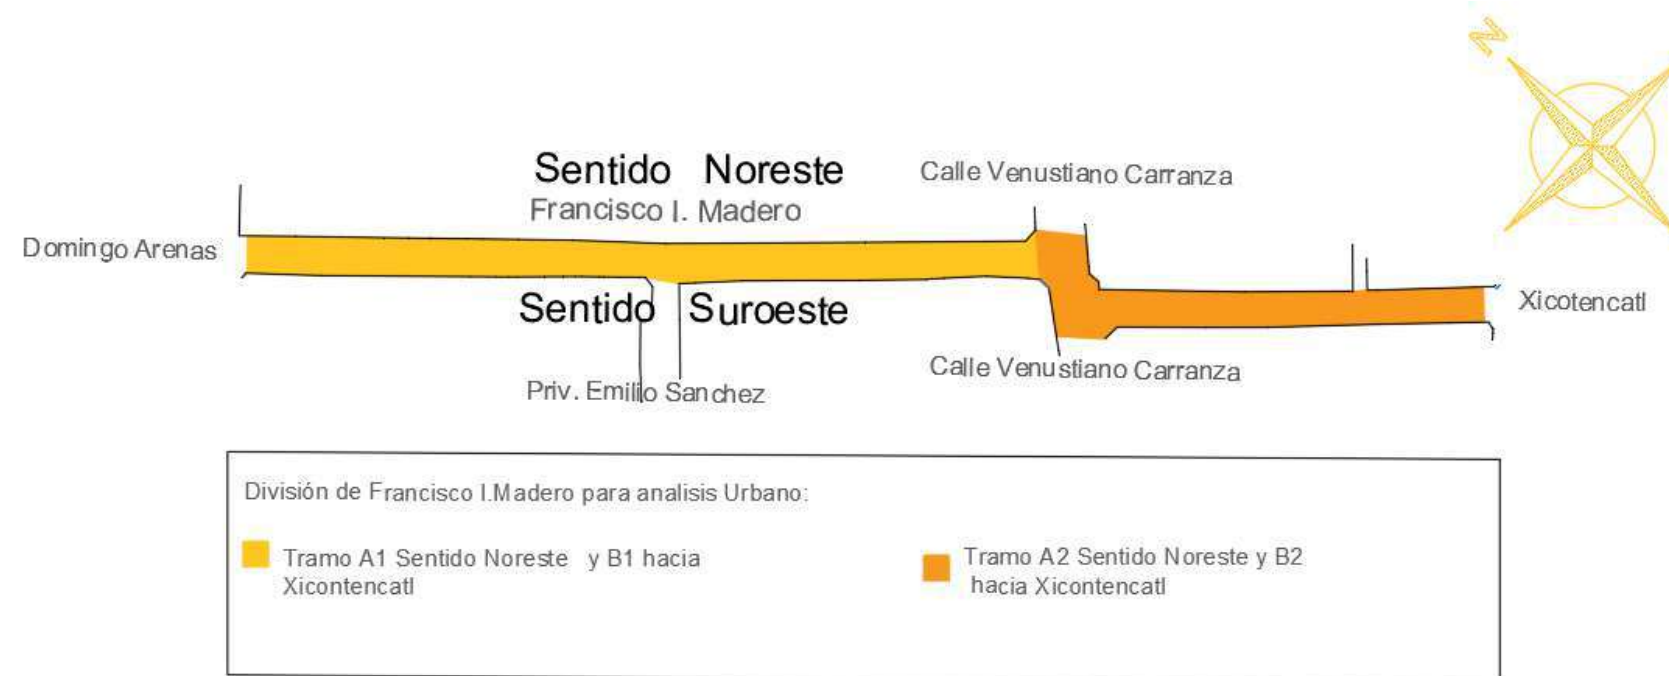 N
Sentido Noreste
Calle Venustiano Carranza
Francisco I. Madero
Domingo Arenas
Sentido Suroeste
Xicotencatl
Calle Venustiano Carranza
Priv. Emilio Sanchez
División de Francisco I.Madero para analisis Urbano:
Tramo A1 Sentido Noreste y B1 hacia
Xicontencatl
Tramo A2 Sentido Noreste y B2
hacia Xicontencatl